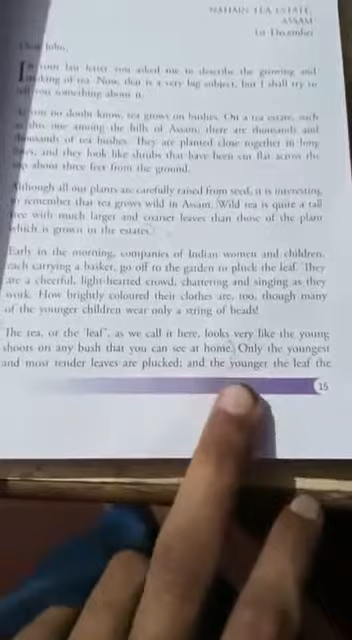 NAHAIN TEA ESTATE,
ASSAM
1st December
Dear John,
In your last letter you asked me to describe the growing and
making of tea. Now, that is a very big subject, but I shall try to
tell you something about it.
As you no doubt know, tea grows on bushes. On a tea estate, such
as this one among the hills of Assam, there are thousands and
thousands of tea bushes. They are planted close together in long
lines, and they look like shrubs that have been cut flat across the
top about three feet from the ground.
Although all our plants are carefully raised from seed, it is interesting
to remember that tea grows wild in Assam. Wild tea is quite a tall
tree with much larger and coarser leaves than those of the plant
which is grown in the estates.
Early in the morning, companies of Indian women and children,
each carrying a basket, go off to the garden to pluck the leaf. They
are a cheerful, light-hearted crowd, chattering and singing as they
work. How brightly coloured their clothes are, too, though many
of the younger children wear only a string of beads!
The tea, or the 'leaf', as we call it here, looks very like the young
shoots on any bush that you can see at home. Only the youngest
and most tender leaves are plucked; and the younger the leaf the
15